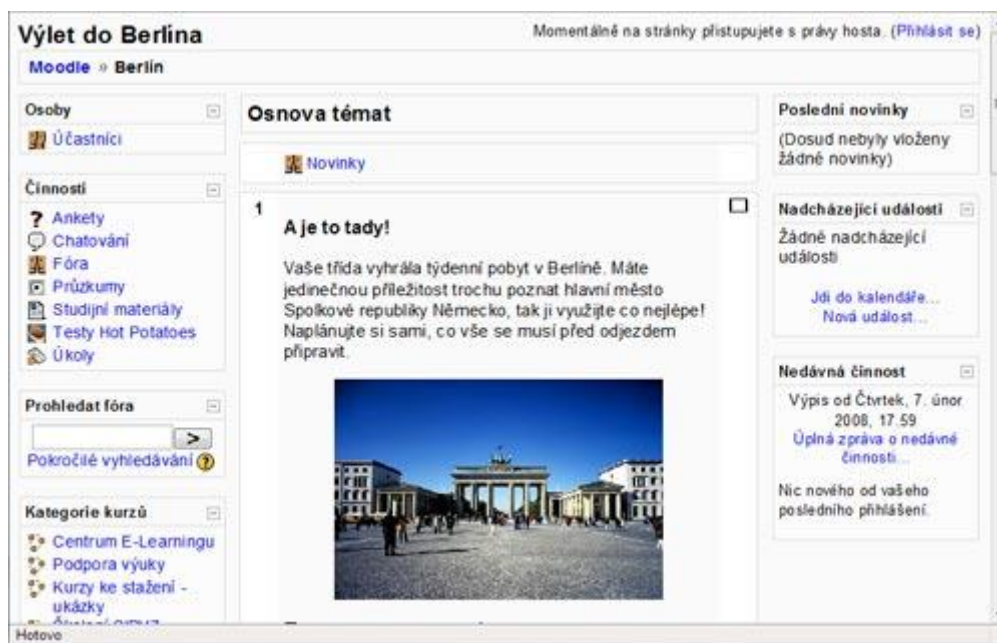 Výlet do Berlína
Momentálně na stránky přistupujete s právy hosta. (Přihlásit se)
Moodle » Berlín
Osoby
Účastníci
Činnosti
Ankety
Chatování
Fóra
Průzkumy
Studijní materiály
Testy Hot Potatoes
Úkoly
Prohledat fóra
>
Pokročilé vyhledávání ?
Kategorie kurzů
Centrum E-Learningu
Podpora výuky
Kurzy ke stažení -
ukázky
Osnova témat
Novinky
1
A je to tady!
Vaše třída vyhrála týdenní pobyt v Berlíně. Máte
jedinečnou příležitost trochu poznat hlavní město
Spolkové republiky Německo, tak ji využijte co nejlépe!
Naplánujte si sami, co vše se musí před odjezdem
připravit.
Poslední novinky
(Dosud nebyly vloženy
žádné novinky)
Nadcházející události
Žádné nadcházející
události
Jdi do kalendáře...
Nová událost...
Nedávná činnost
Výpis od Čtvrtek, 7. únor
2008, 17.59
Úplná zpráva o nedávné
činnosti...
Nic nového od vašeho
posledního přihlášení.
Hotovo